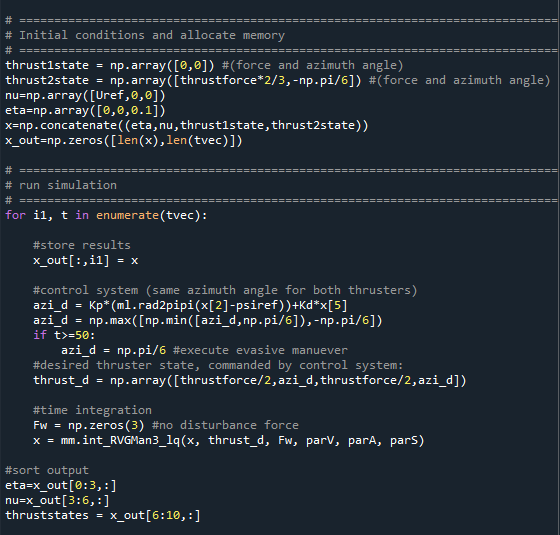 # ==========================================================================
# Initial conditions and allocate memory
# ==========================================================================
thrust1state = np.array([0,0]) #(force and azimuth angle)
thrust2state = np.array([thrustforce*2/3,-np.pi/6]) #(force and azimuth angle)
nu=np.array([Uref,0,0])
eta=np.array([0,0,0.1])
x=np.concatenate((eta,nu,thrust1state,thrust2state))
x_out=np.zeros([len(x),len(tvec)])
# ==========================================================================
# run simulation
# ==========================================================================
for i1, t in enumerate(tvec):
#store results
x_out[:,i1] = x
#control system (same azimuth angle for both thrusters)
azi_d = Kp*(ml.rad2pipi(x[2]-psiref))+Kd*x[5]
azi_d = np.max([np.min([azi_d,np.pi/6]),-np.pi/6])
if t>=50:
azi_d = np.pi/6 #execute evasive manuever
#desired thruster state, commanded by control system:
thrust_d = np.array([thrustforce/2,azi_d,thrustforce/2,azi_d])
#time integration
Fw = np.zeros(3) #no disturbance force
x = mm.int_RVGMan3_lq(x, thrust_d, Fw, parV, parA, parS)
#sort output
eta=x_out[0:3,:]
nu=x_out[3:6,:]
thruststates = x_out[6:10,:]